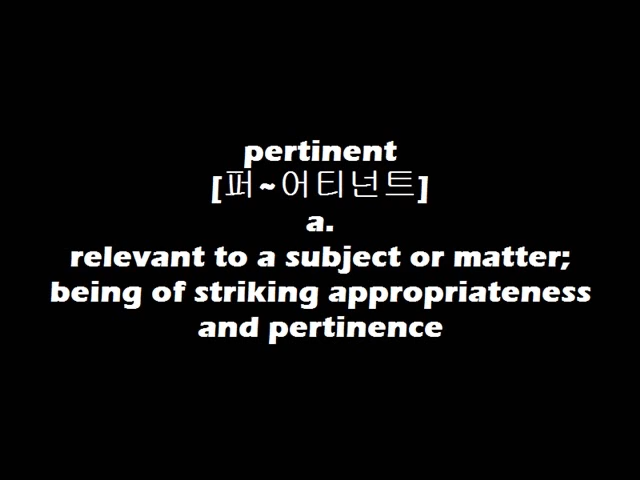 pertinent
[퍼~어티넌트]
a.
relevant to a subject or matter;
being of striking appropriateness
and pertinence